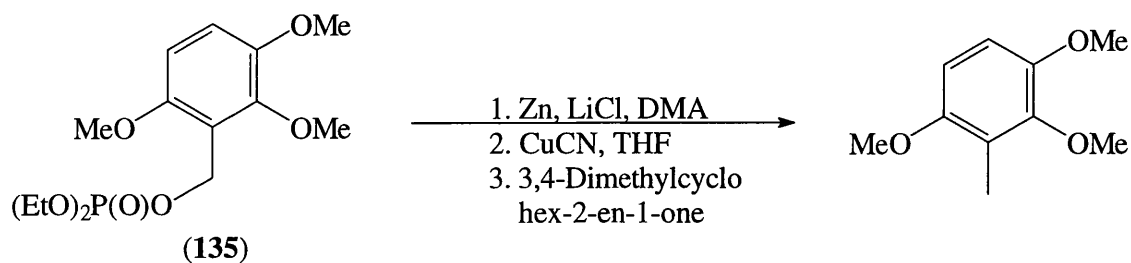 OMe
OMe
MeO
OMe
MeO
OMe
(EtO)₂P(O)O
1. Zn, LiCl, DMA
2. CuCN, THF
3. 3,4-Dimethylcyclo
hex-2-en-1-one
(135)